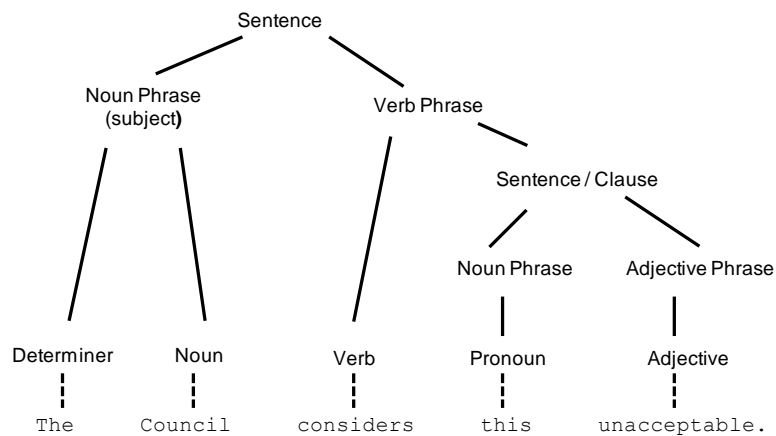 Sentence
Noun Phrase
(subject)
Verb Phrase
Sentence / Clause
Noun Phrase Adjective Phrase
Determiner Noun Verb Pronoun Adjective
The Council considers this unacceptable.